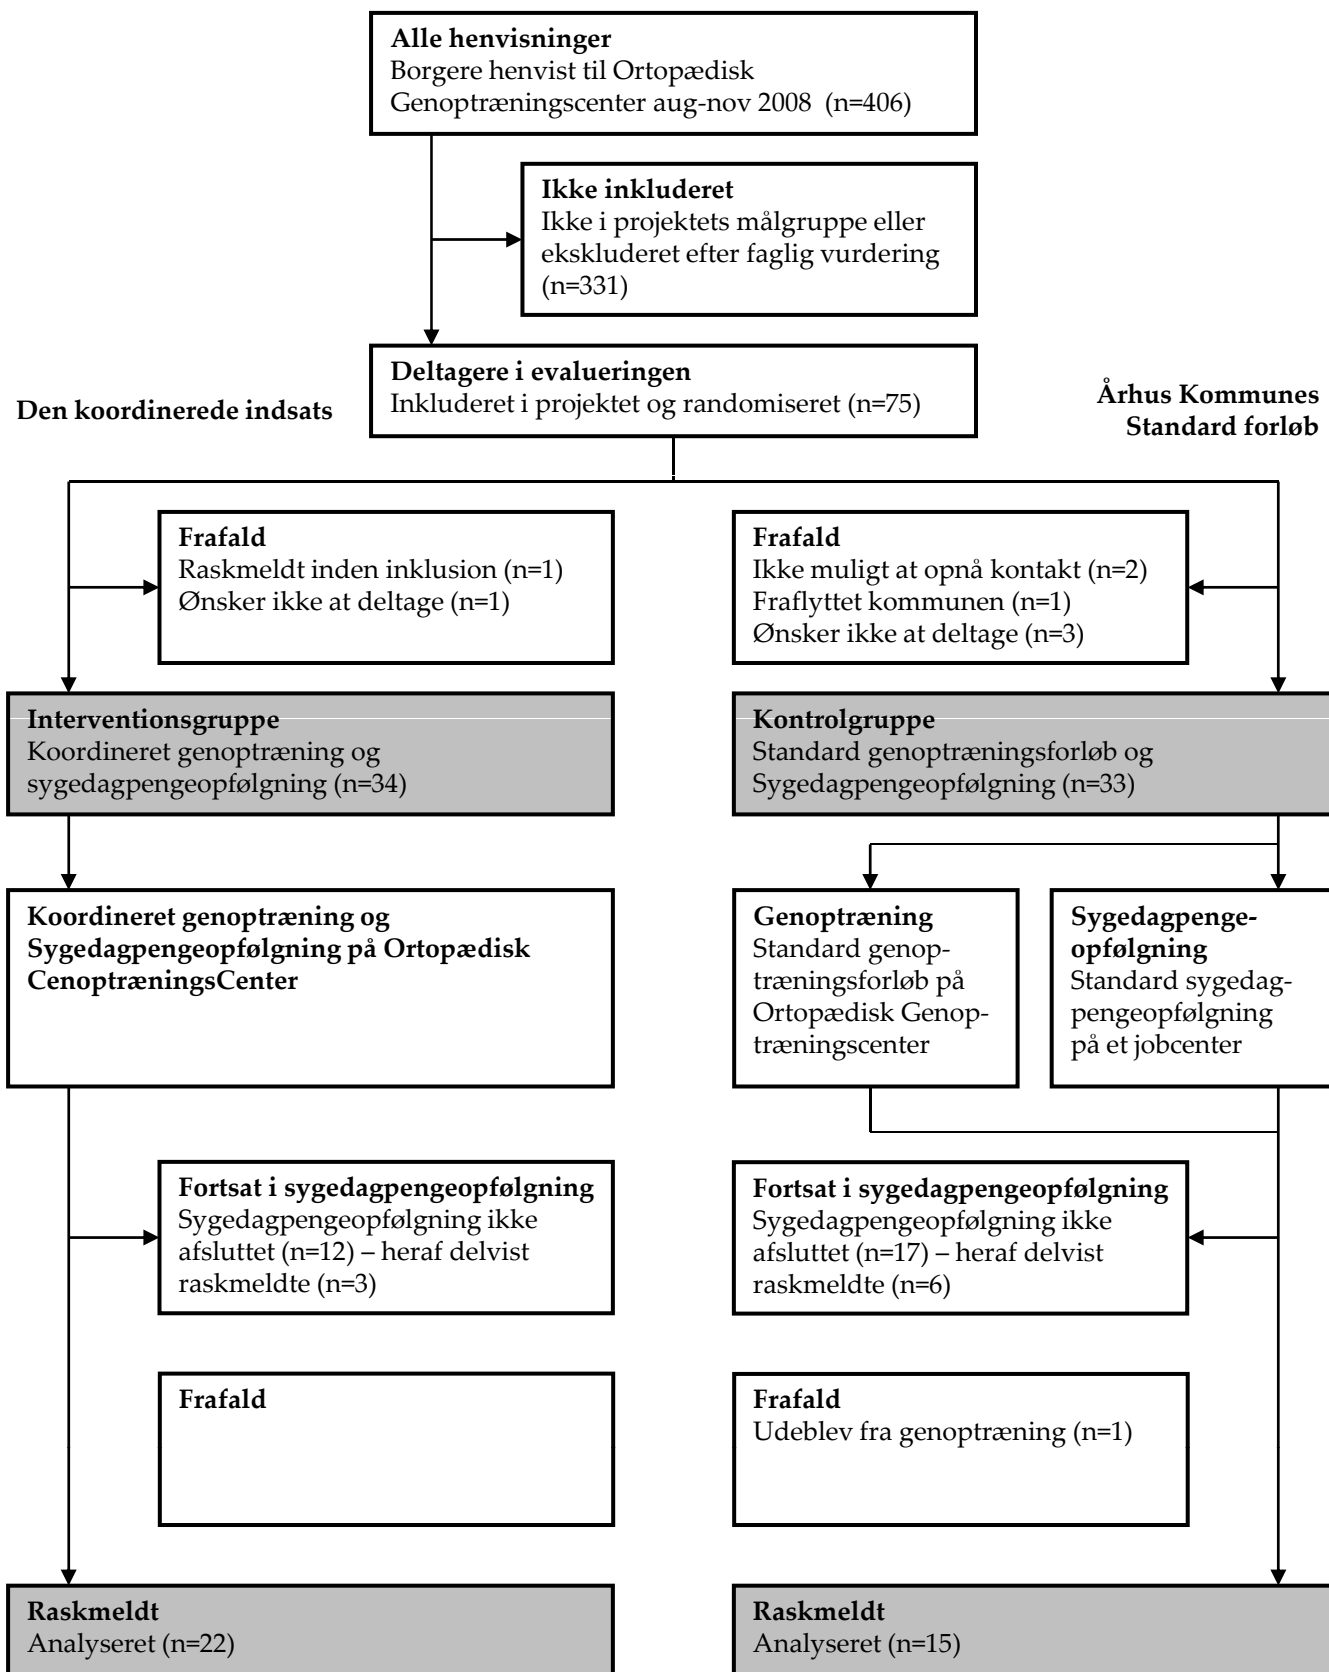 Alle henvisninger
Borgere henvist til Ortopædisk
Genoptræningscenter aug-nov 2008 (n=406)
Ikke inkluderet
Ikke i projektets målgruppe eller
ekskluderet efter faglig vurdering
(n=331)
Deltagere i evalueringen
Inkluderet i projektet og randomiseret (n=75)
Den koordinerede indsats
Århus Kommunes
Standard forløb
Frafald
Raskmeldt inden inklusion (n=1)
Ønsker ikke at deltage (n=1)
Frafald
Ikke muligt at opnå kontakt (n=2)
Fraflyttet kommunen (n=1)
Ønsker ikke at deltage (n=3)
Interventionsgruppe
Koordineret genoptræning og
sygedagpengeopfølgning (n=34)
Kontrolgruppe
Standard genoptræningsforløb og
Sygedagpengeopfølgning (n=33)
Koordineret genoptræning og
Sygedagpengeopfølgning på Ortopædisk
CenoptræningsCenter
Genoptræning
Standard genop-
træningsforløb på
Ortopædisk Genop-
træningscenter
Sygedagpenge-
opfølgning
Standard sygedag-
pengeopfølgning
på et jobcenter
Fortsat i sygedagpengeopfølgning
Sygedagpengeopfølgning ikke
afsluttet (n=12) – heraf delvist
raskmeldte (n=3)
Fortsat i sygedagpengeopfølgning
Sygedagpengeopfølgning ikke
afsluttet (n=17) – heraf delvist
raskmeldte (n=6)
Frafald
Frafald
Udeblev fra genoptræning (n=1)
Raskmeldt
Analyseret (n=22)
Raskmeldt
Analyseret (n=15)